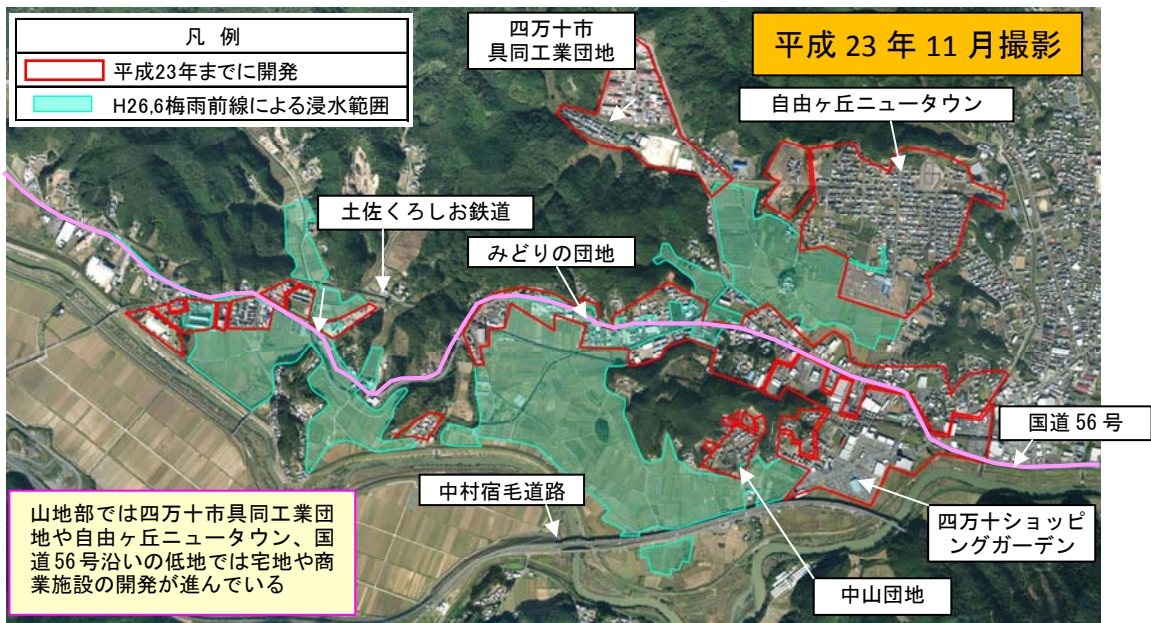 凡 例
平成23年までに開発
H26,6梅雨前線による浸水範囲
四万十市
具同工業団地
平成 23 年 11 月撮影
自由ヶ丘ニュータウン
土佐くろしお鉄道
みどりの団地
国道 56 号
中村宿毛道路
四万十ショッピ
ングガーデン
中山団地
山地部では四万十市具同工業団
地や自由ヶ丘ニュータウン、国
道 56 号沿いの低地では宅地や商
業施設の開発が進んでいる